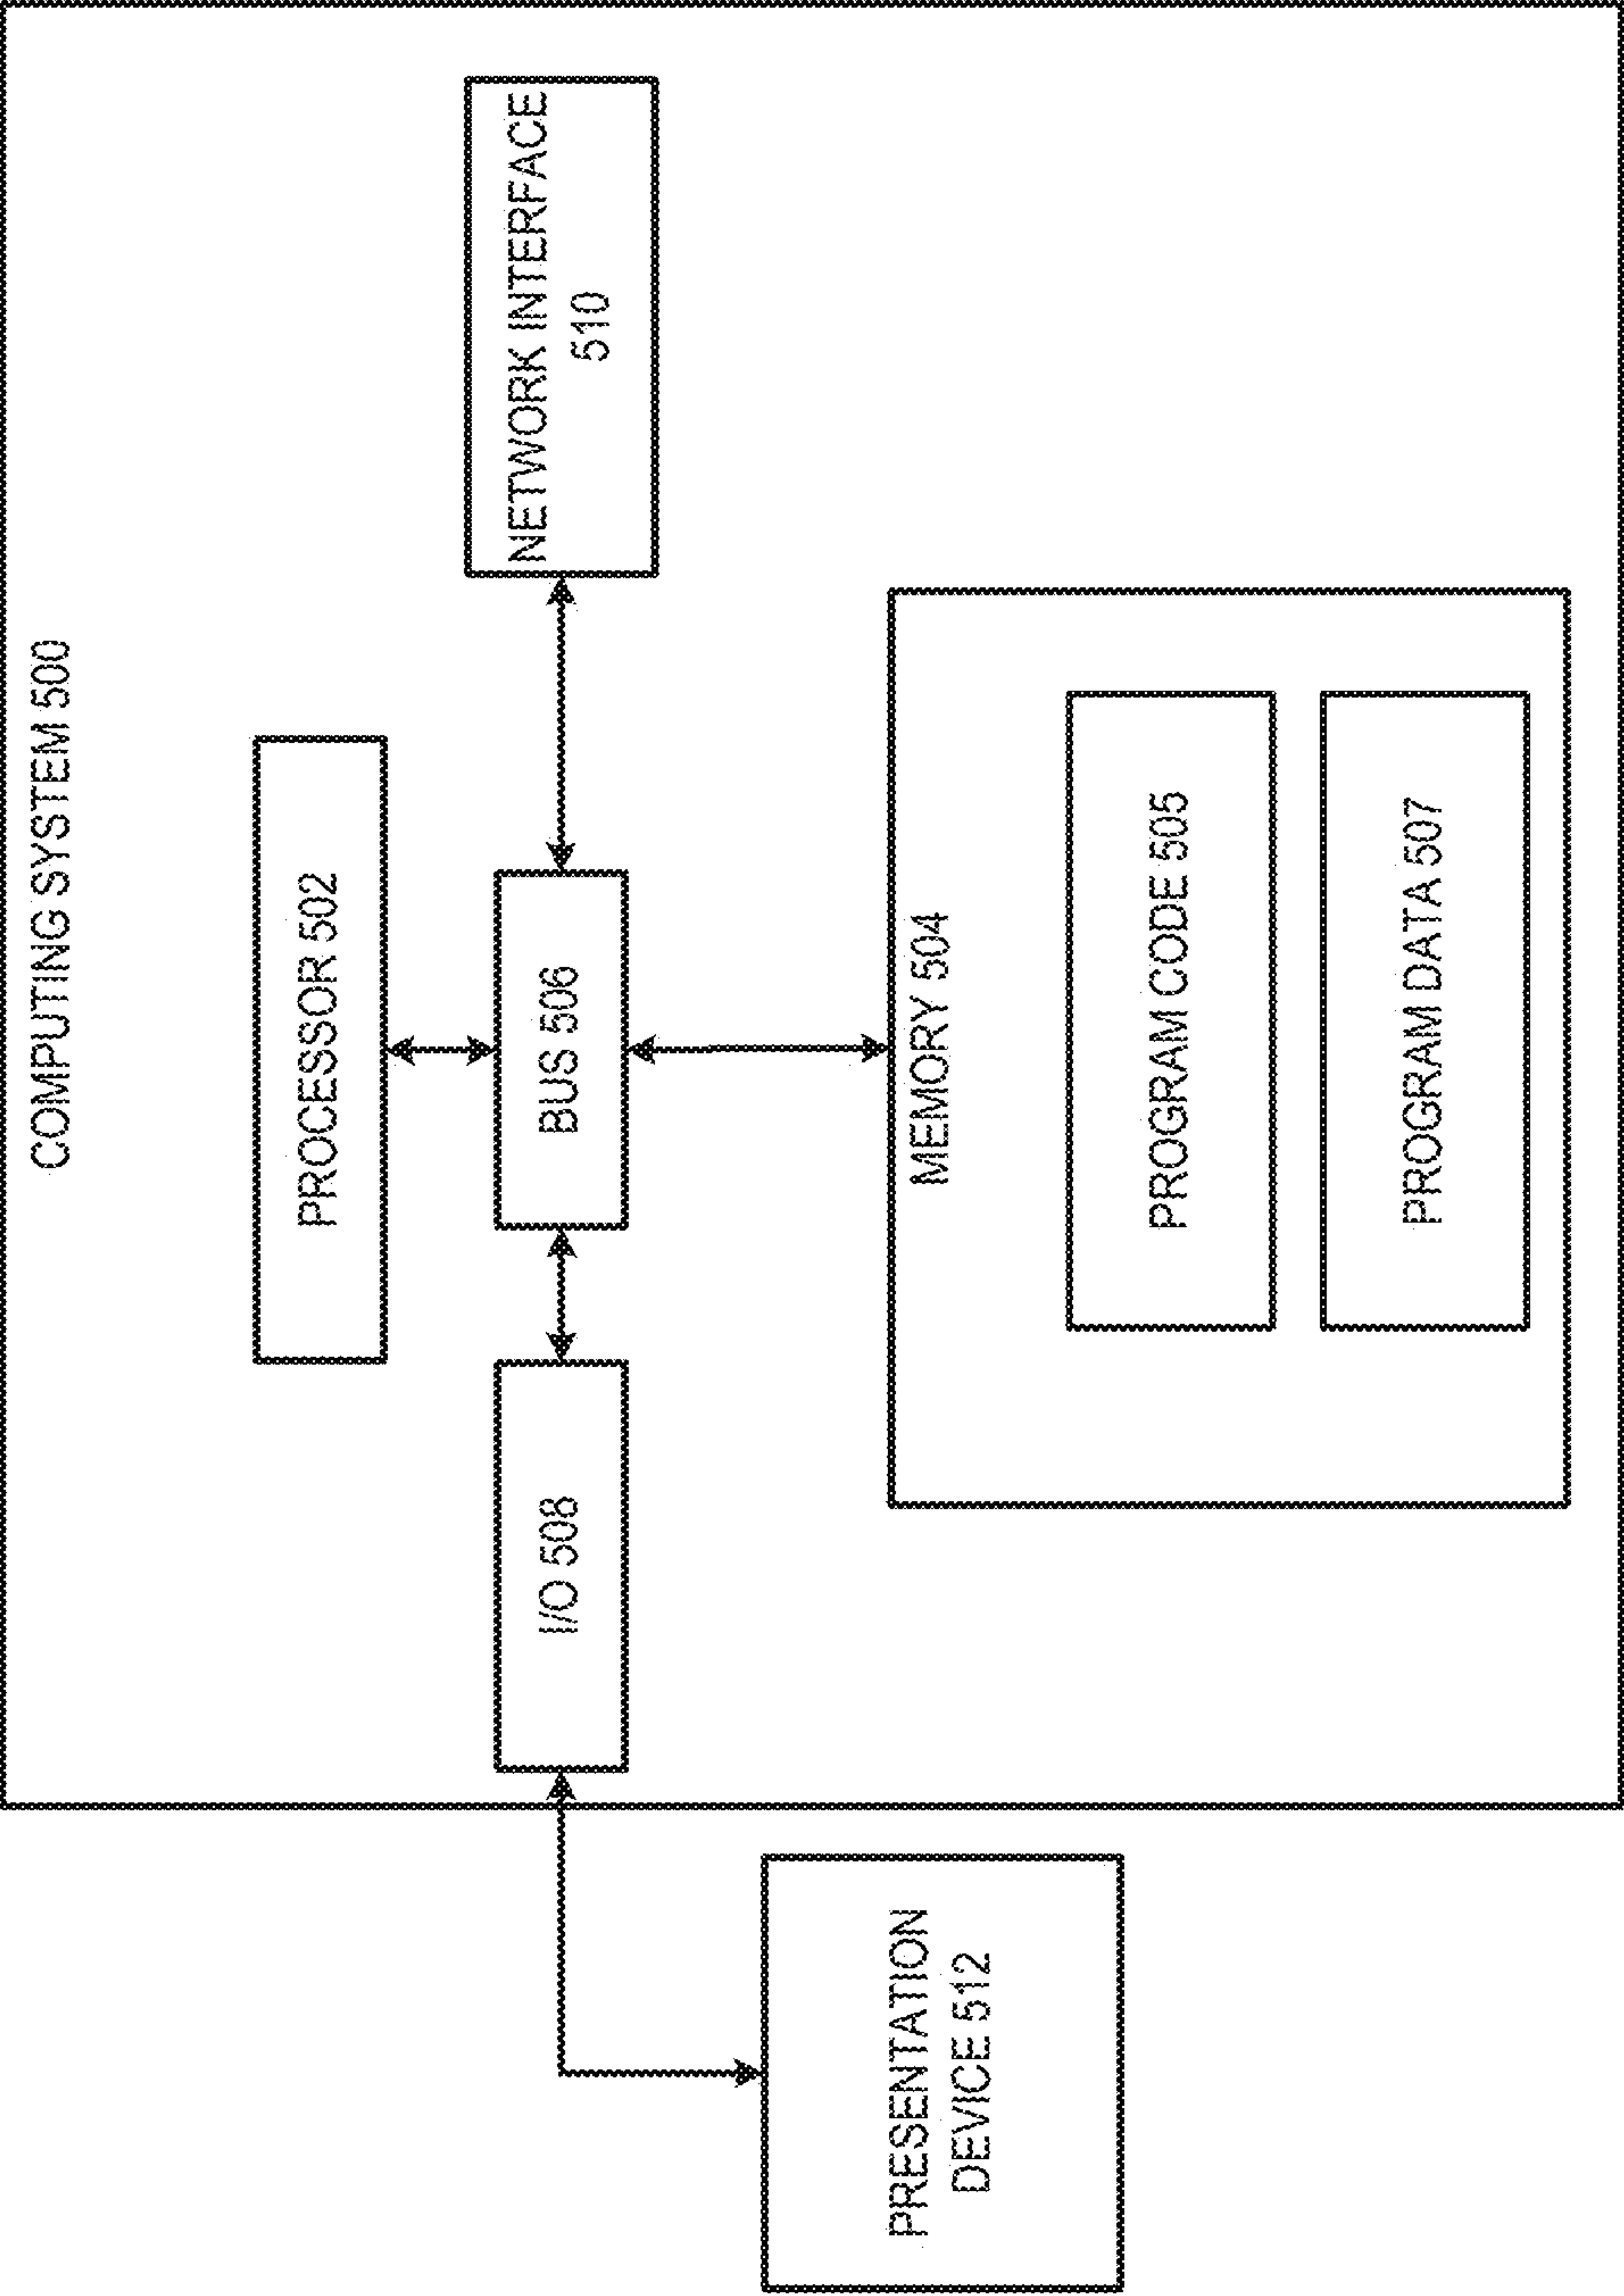 COMPUTING SYSTEM 500
PROCESSOR 502
PRESENTATION
DEVICE 512
I/O 508
BUS 506
NETWORK INTERFACE
510
MEMORY 504
PROGRAM CODE 505
PROGRAM DATA 507